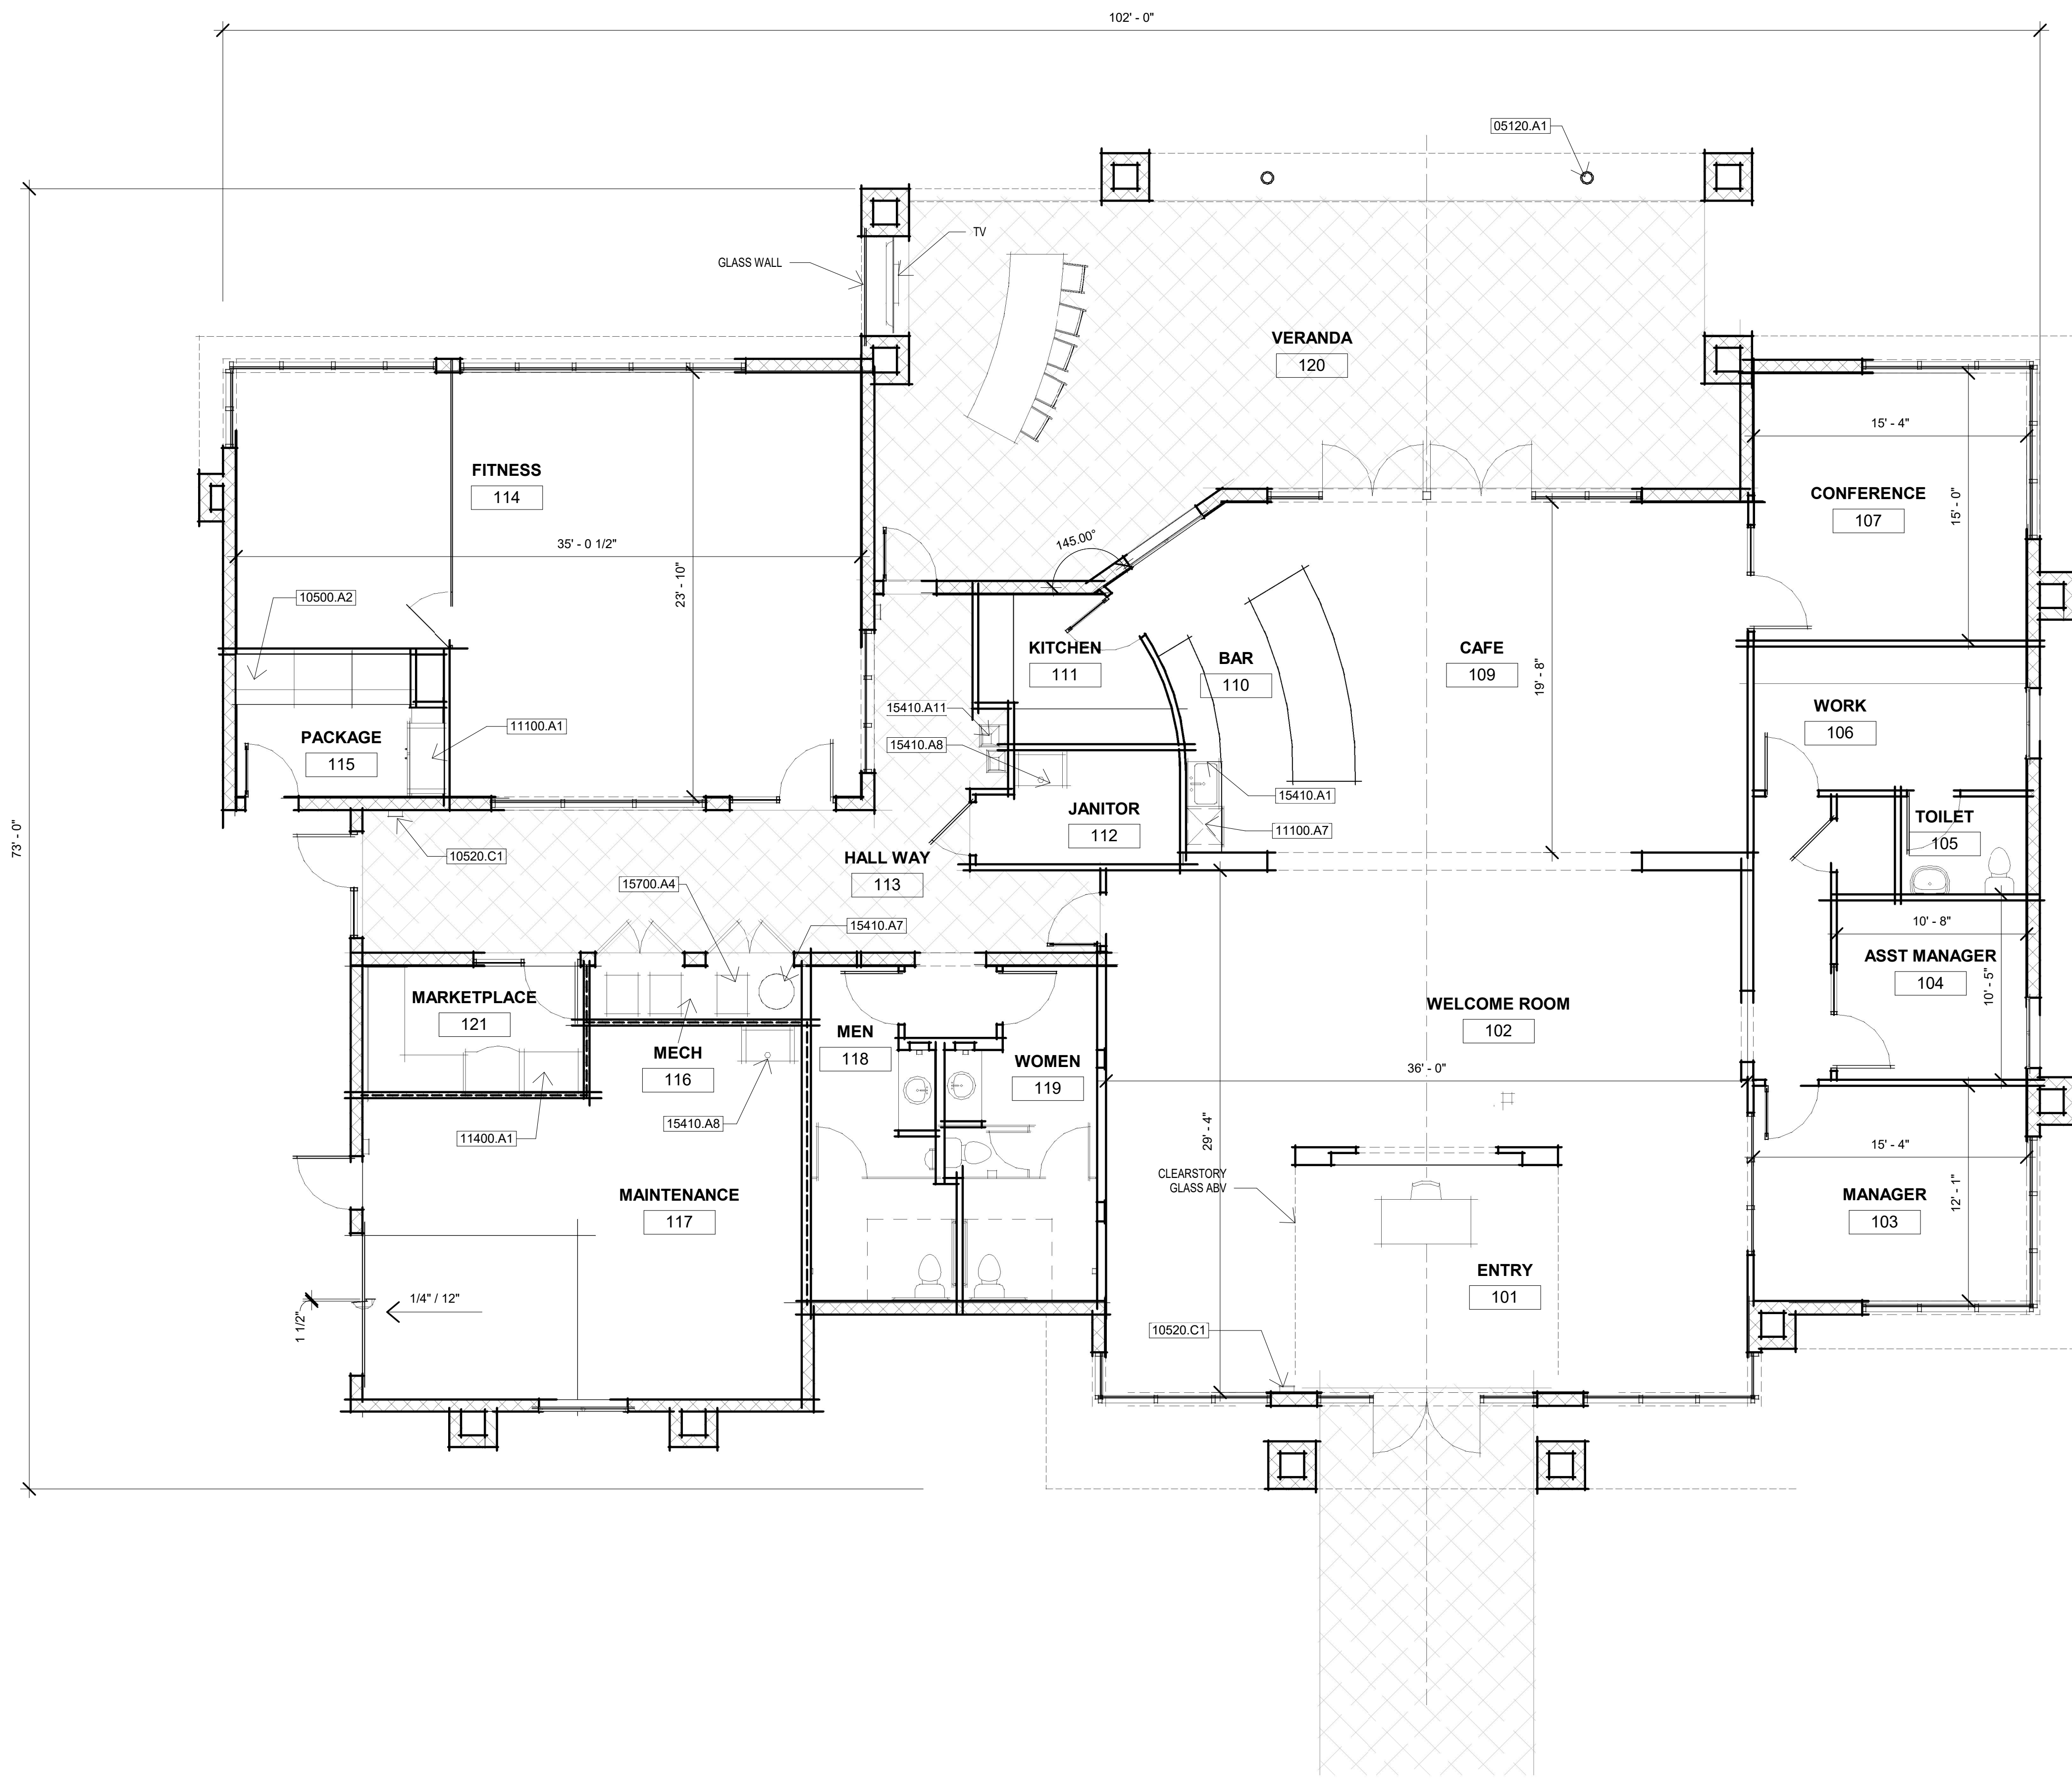 102' - 0"
05120.A1
TV
GLASS WALL
VERANDA
120
15' - 4"
FITNESS
114
CONFERENCE
107
15' - 0"
35' - 0 1/2"
145.00°
23' - 10"
10500.A2
KITCHEN
111
BAR
110
CAFE
109
19' - 8"
15410.A11
WORK
106
11100.A1
PACKAGE
115
15410.A8
15410.A1
JANITOR
112
11100.A7
TOILET
105
73' - 0"
10520.C1
HALL WAY
113
15700.A4
15410.A7
10' - 8"
ASST MANAGER
104
10' - 5"
MARKETPLACE
121
WELCOME ROOM
102
MEN
118
MECH
116
WOMEN
119
36' - 0"
15410.A8
11400.A1
29' - 4"
15' - 4"
CLEARSTORY
GLASS ABV
MAINTENANCE
117
MANAGER
103
12' - 1"
ENTRY
101
1/4" / 12"
1 1/2"
10520.C1